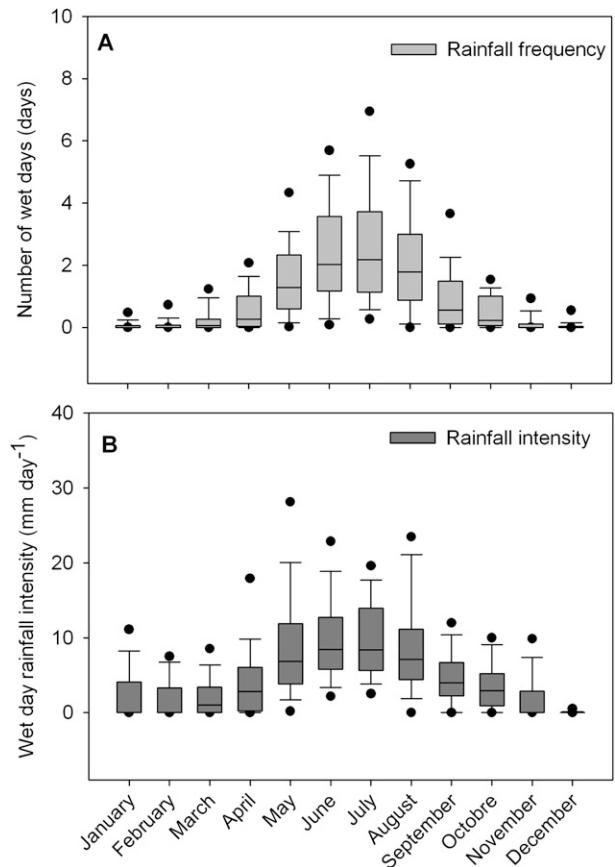 A
Rainfall frequency
Number of wet days (days)
10
8
6
4
2
0
B
Rainfall intensity
Wet day rainfall intensity (mm day⁻¹)
40
30
20
10
0
January
February
March
April
May
June
July
August
September
Octobre
November
December